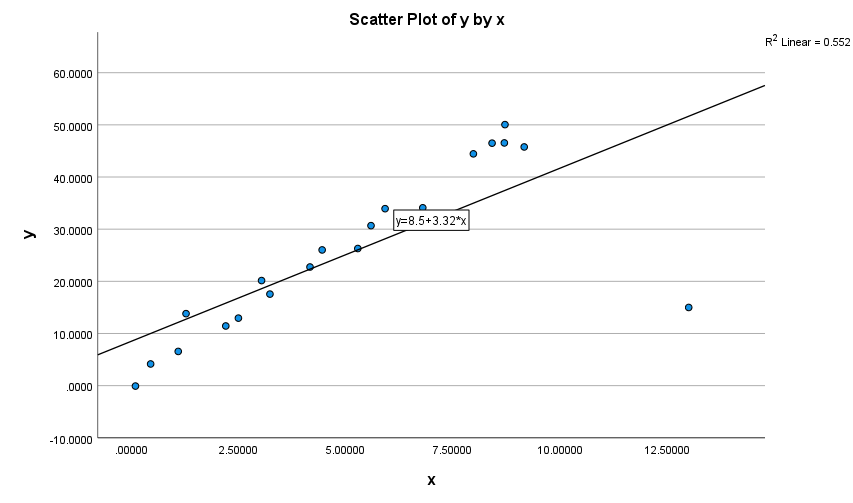 Scatter Plot of y by x
R2 Linear = 0.552
60.0000
50.0000
40.0000
30.0000
20.0000
10.0000
.0000
-10.0000
y
y=8.5+3.32*x
.00000
2.50000
5.00000
7.50000
10.00000
12.50000
x